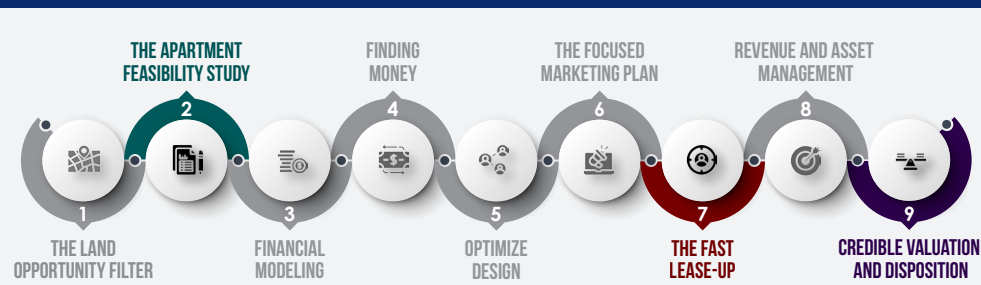 THE LAND
OPPORTUNITY FILTER
1
THE APARTMENT
FEASIBILITY STUDY
2
FINANCIAL
MODELING
3
FINDING
MONEY
4
$
OPTIMIZE
DESIGN
5
THE FOCUSED
MARKETING PLAN
6
THE FAST
LEASE-UP
7
REVENUE AND ASSET
MANAGEMENT
8
CREDIBLE VALUATION
AND DISPOSITION
9